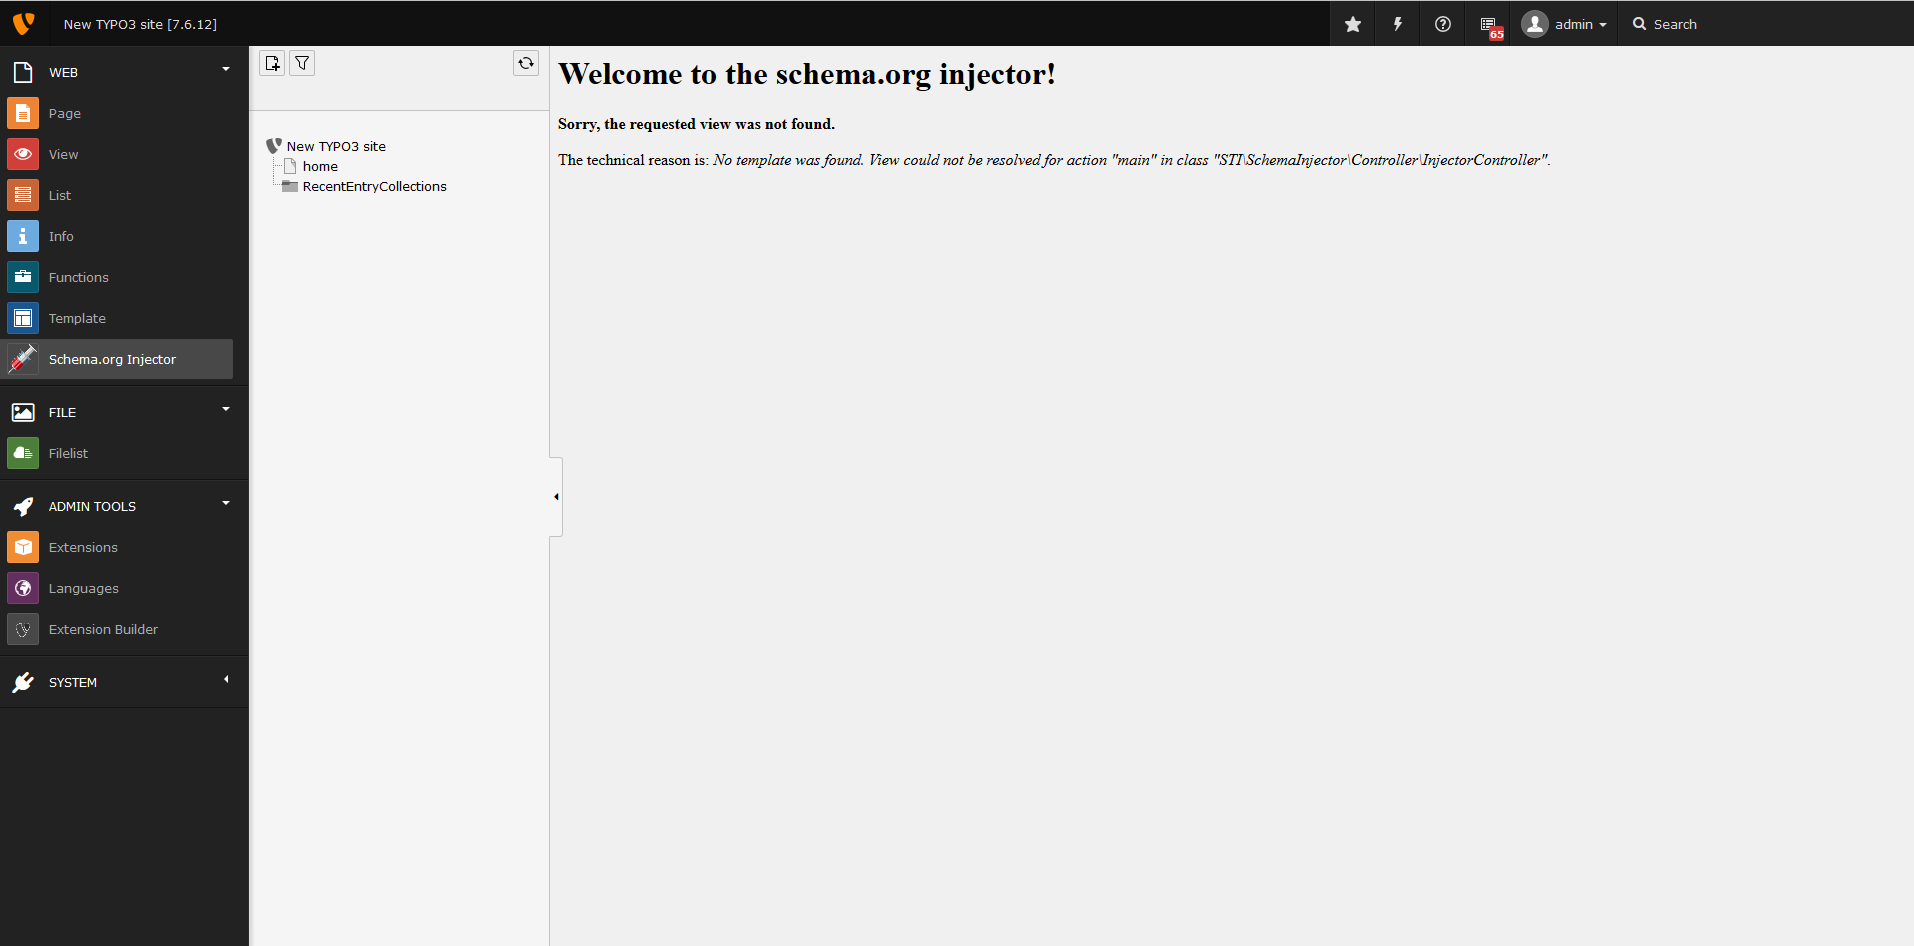 New TYPO3 site [7.6.12]
65
admin
Search
WEB
Page
View
List
Info
Functions
Template
Schema.org Injector
FILE
Filelist
ADMIN TOOLS
Extensions
Languages
Extension Builder
SYSTEM
New TYPO3 site
home
RecentEntryCollections
Welcome to the schema.org injector!
Sorry, the requested view was not found.
The technical reason is: No template was found. View could not be resolved for action "main" in class "STI\SchemaInjector\Controller\InjectorController".